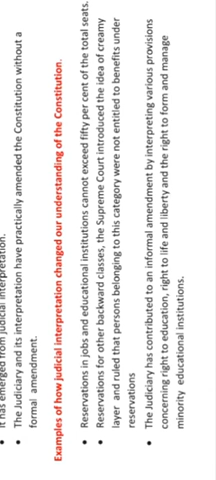 It has emerged from judicial interpretation.
• The Judiciary and its interpretation have practically amended the Constitution without a
formal amendment.
Examples of how judicial interpretation changed our understanding of the Constitution.
• Reservations in jobs and educational institutions cannot exceed fifty per cent of the total seats.
• Reservations for other backward classes, the Supreme Court introduced the idea of creamy
layer and ruled that persons belonging to this category were not entitled to benefits under
reservations
• The Judiciary has contributed to an informal amendment by interpreting various provisions
concerning right to education, right to life and liberty and the right to form and manage
minority educational institutions.